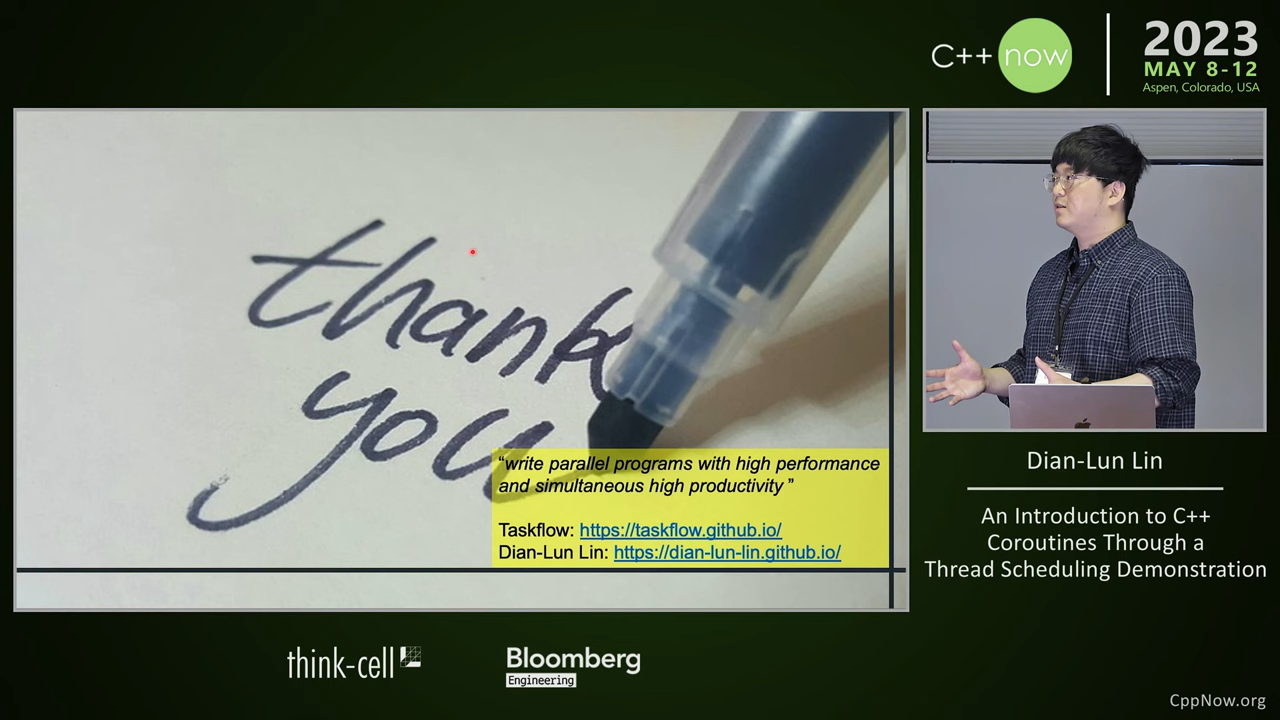 C++ now
2023
MAY 8-12
Aspen, Colorado, USA
thank
you
“write parallel programs with high performance
and simultaneous high productivity ”
Taskflow: https://taskflow.github.io/
Dian-Lun Lin: https://dian-lun-lin.github.io/
Dian-Lun Lin
An Introduction to C++
Coroutines Through a
Thread Scheduling Demonstration
think-cell
Bloomberg
Engineering
CppNow.org